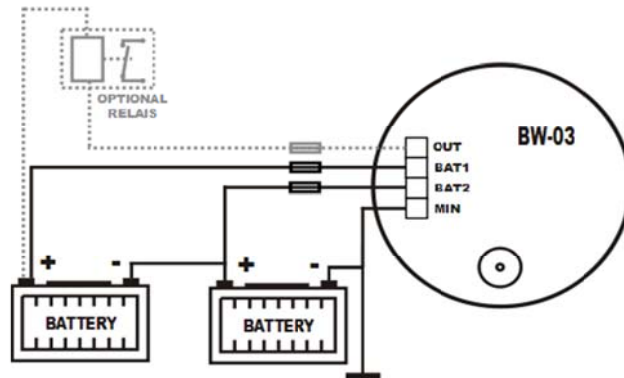 OPTIONAL
RELAIS
BW-03
OUT
BAT1
BAT2
MIN
+ -
+ -
BATTERY
BATTERY